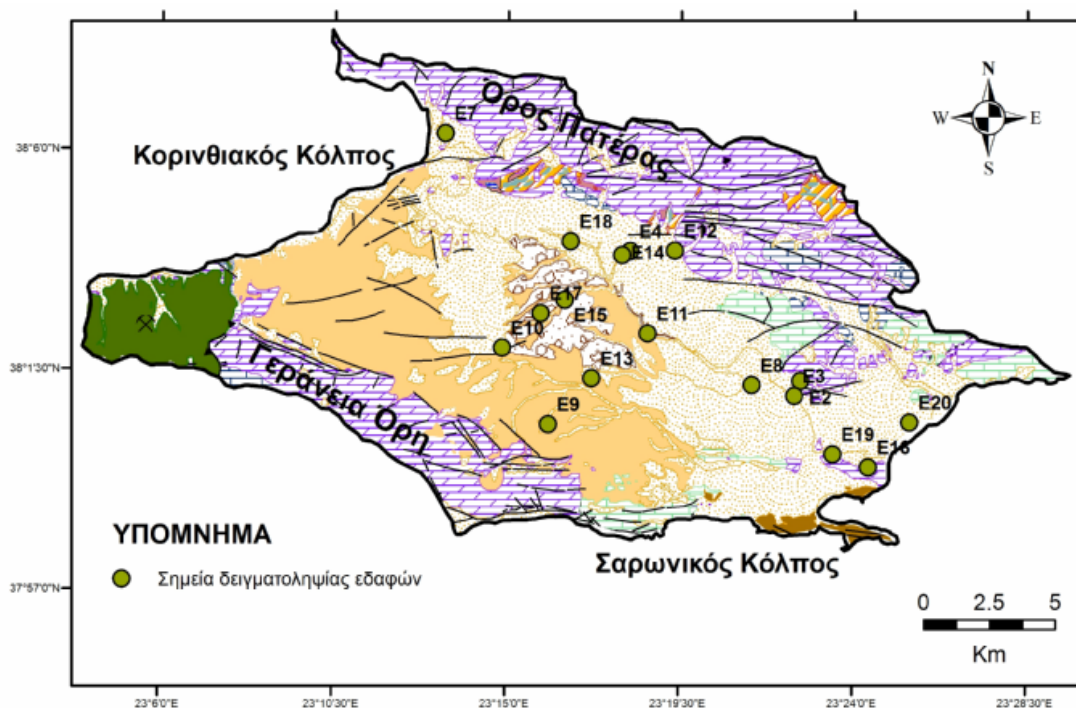 N
W E
S
Όρος Πατέρας
E7
38°6'0"N
Κορινθιακός Κόλπος
E18
E4
E12
E14
E17
E15
E10
E11
38°1'30"N
E13
E8
E3
E2
Γεράνεια Όρη
E9
E20
E19
E16
ΥΠΟΜΝΗΜΑ
Σημεία δειγματοληψίας εδαφών
Σαρωνικός Κόλπος
37°57'0"N
0 2.5 5
Km
23°6'0"E 23°10'30"E 23°15'0"E 23°19'30"E 23°24'0"E 23°28'30"E